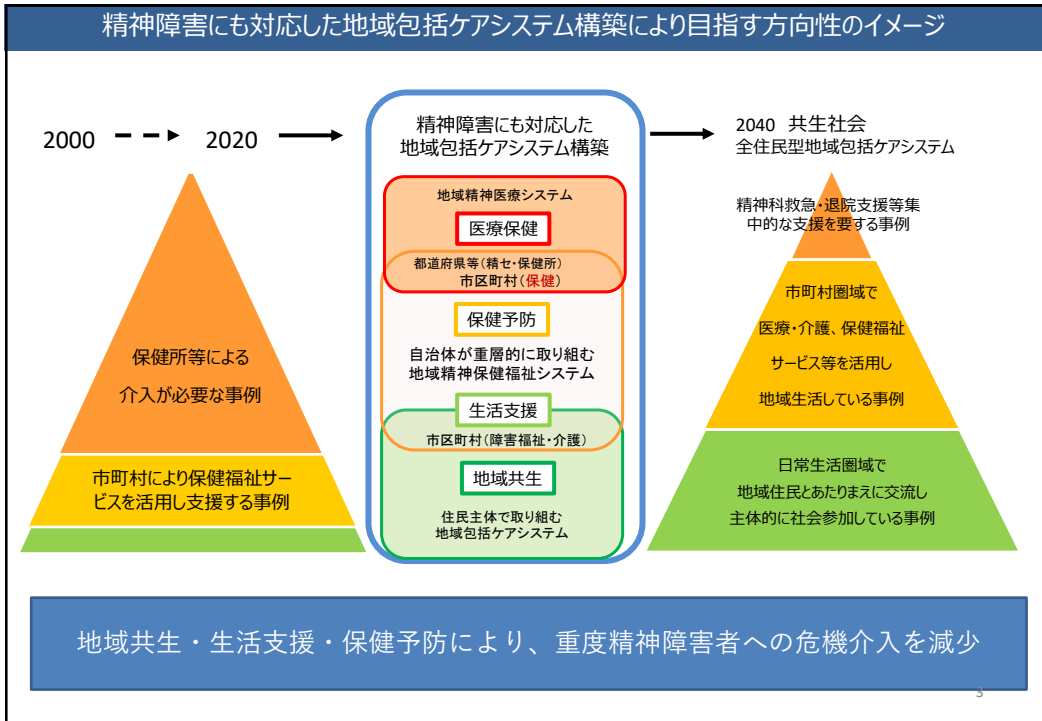 精神障害にも対応した地域包括ケアシステム構築により目指す方向性のイメージ
2000
2020
保健所等による
介入が必要な事例
市町村により保健福祉サー
ビスを活用し支援する事例
精神障害にも対応した
地域包括ケアシステム構築
地域精神医療システム
医療保健
都道府県等(精セ・保健所)
市区町村(保健)
保健予防
自治体が重層的に取り組む
地域精神保健福祉システム
生活支援
市区町村(障害福祉・介護)
地域共生
住民主体で取り組む
地域包括ケアシステム
2040 共生社会
全住民型地域包括ケアシステム
精神科救急・退院支援等集
中的な支援を要する事例
市町村圏域で
医療・介護、保健福祉
サービス等を活用し
地域生活している事例
日常生活圏域で
地域住民とあたりまえに交流し
主体的に社会参加している事例
地域共生・生活支援・保健予防により、重度精神障害者への危機介入を減少
3